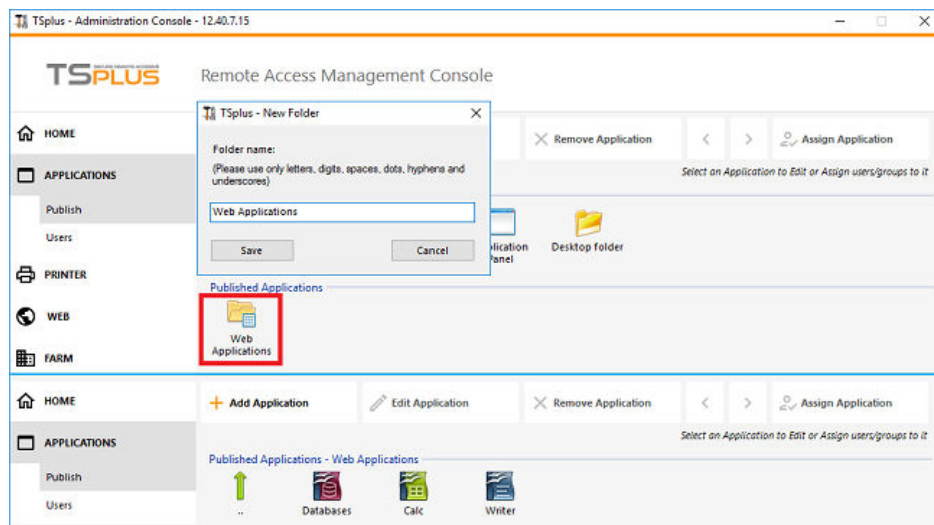 TSplus - Administration Console - 12.40.7.15
TSPLUS
Remote Access Management Console
TSplus - New Folder
Folder name:
(Please use only letters, digits, spaces, dots, hyphens and
underscores)
Web Applications
Save
Cancel
HOME
APPLICATIONS
Publish
Users
PRINTER
WEB
FARM
Remove Application
<
>
Assign Application
Select an Application to Edit or Assign users/groups to it
Panel
Desktop folder
Published Applications
Web
Applications
HOME
APPLICATIONS
Publish
Users
+ Add Application
Edit Application
Remove Application
<
>
Assign Application
Select an Application to Edit or Assign users/groups to it
Published Applications - Web Applications
..
Databases
Calc
Writer